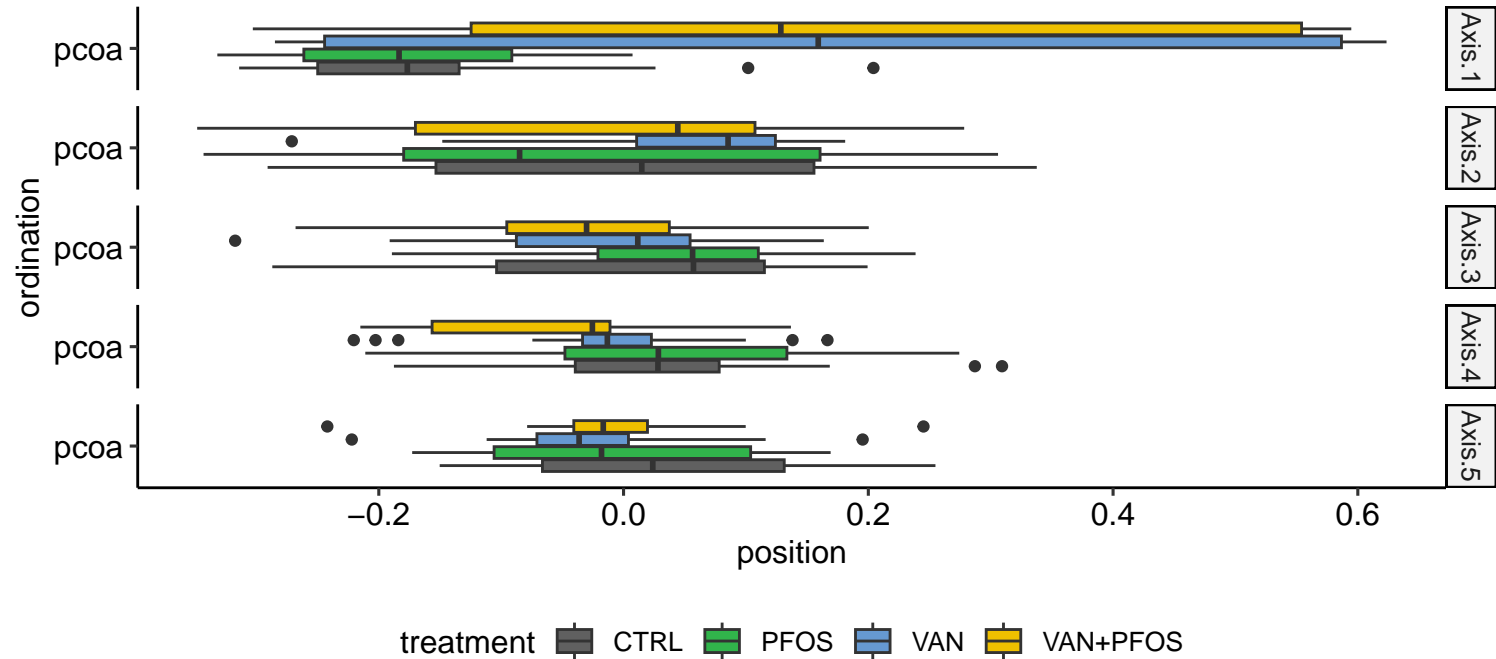 pcoa
Axis.1
pcoa
Axis.2
ordination
pcoa
Axis.3
pcoa
Axis.4
pcoa
Axis.5
−0.2 0.0 0.2 0.4 0.6
position
treatment CTRL PFOS VAN VAN+PFOS